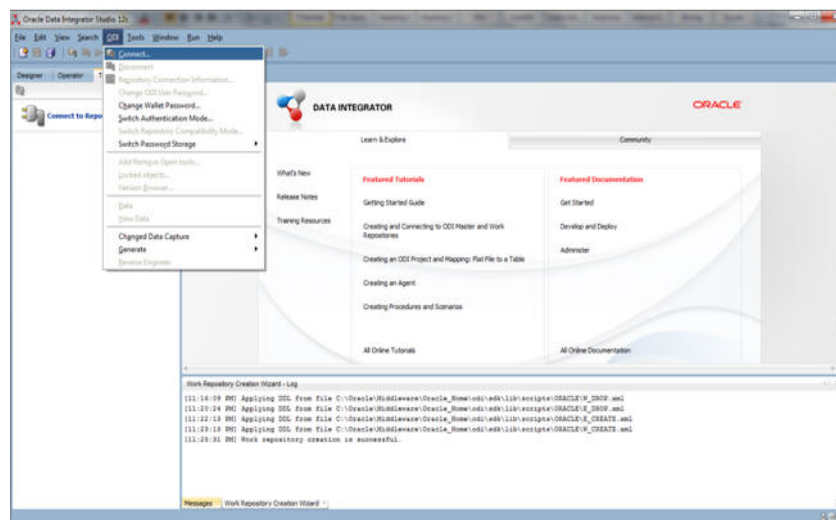 Oracle Data Integrator Studio 12c
File Edit View Search ODI Tools Window Run Help
Connect...
Disconnect
Repository Connection Information...
Change ODI User Password...
Change Wallet Password...
Switch Authentication Mode...
Switch Repository Compatibility Mode...
Switch Password Storage
Add Remove Open tools...
Locked objects...
Version Browser...
Data
View Data
Changed Data Capture
Generate
Reverse Engineer
Designer Operator
Connect to Repo
DATA INTEGRATOR
ORACLE
Learn & Explore Community
What's New
Release Notes
Training Resources
Featured Tutorials
Getting Started Guide
Creating and Connecting to ODI Master and Work
Repositories
Creating an ODI Project and Mapping: Flat File to a Table
Creating an Agent
Creating Procedures and Scenarios
All Online Tutorials
Featured Documentation
Get Started
Develop and Deploy
Administer
All Online Documentation
Work Repository Creation Wizard - Log
[11:16:09 PM] Applying DDL from file C:\Oracle\Middleware\Oracle_Home\odi\sdk\lib\scripts\ORACLE\W_DROP.xml
[11:20:24 PM] Applying DDL from file C:\Oracle\Middleware\Oracle_Home\odi\sdk\lib\scripts\ORACLE\E_DROP.xml
[11:22:13 PM] Applying DDL from file C:\Oracle\Middleware\Oracle_Home\odi\sdk\lib\scripts\ORACLE\E_CREATE.xml
[11:23:13 PM] Applying DDL from file C:\Oracle\Middleware\Oracle_Home\odi\sdk\lib\scripts\ORACLE\W_CREATE.xml
[11:28:31 PM] Work repository creation is successful.
Messages Work Repository Creation Wizard